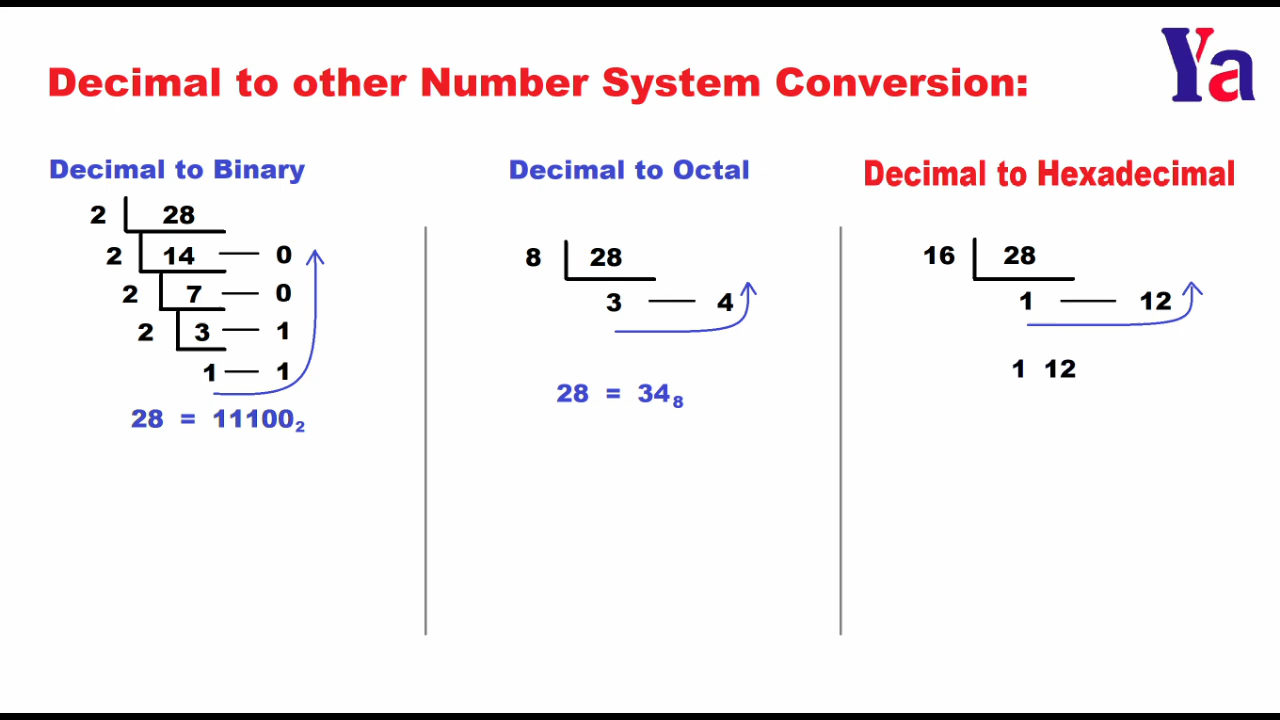 Ya
Decimal to other Number System Conversion:
Decimal to Binary
2 28
2 14 — 0
2 7 — 0
2 3 — 1
1 — 1
28 = 11100₂
Decimal to Octal
8 28
3 — 4
28 = 34₈
Decimal to Hexadecimal
16 28
1 — 12
1 12